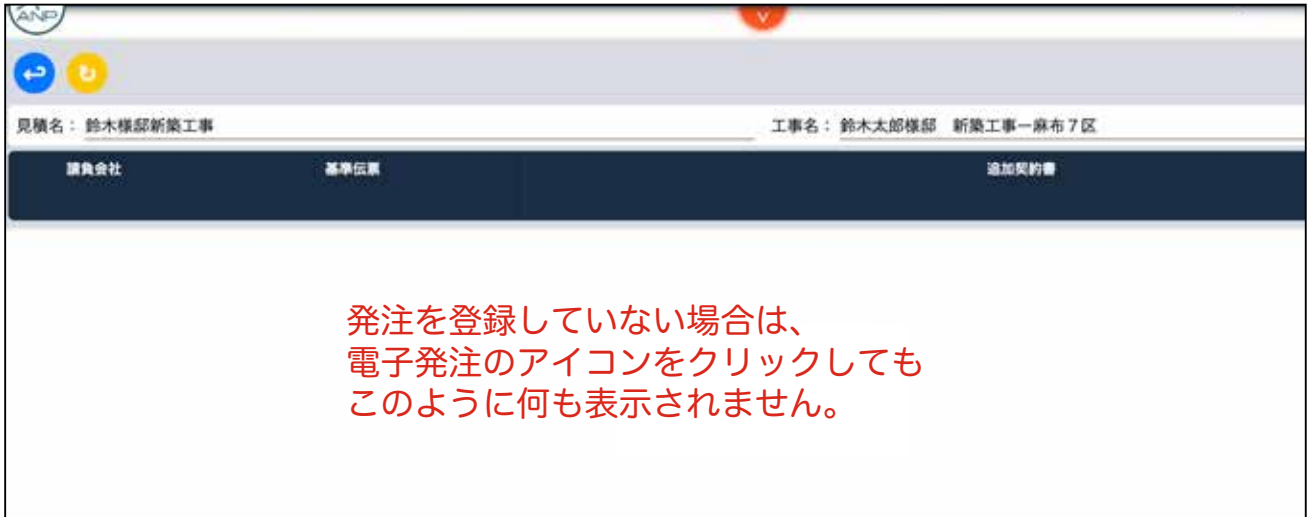 ANP
V
見積名： 鈴木様邸新築工事
工事名： 鈴木太郎様邸　新築工事ー麻布７区
請負会社
基準伝票
追加契約書
発注を登録していない場合は、
電子発注のアイコンをクリックしても
このように何も表示されません。